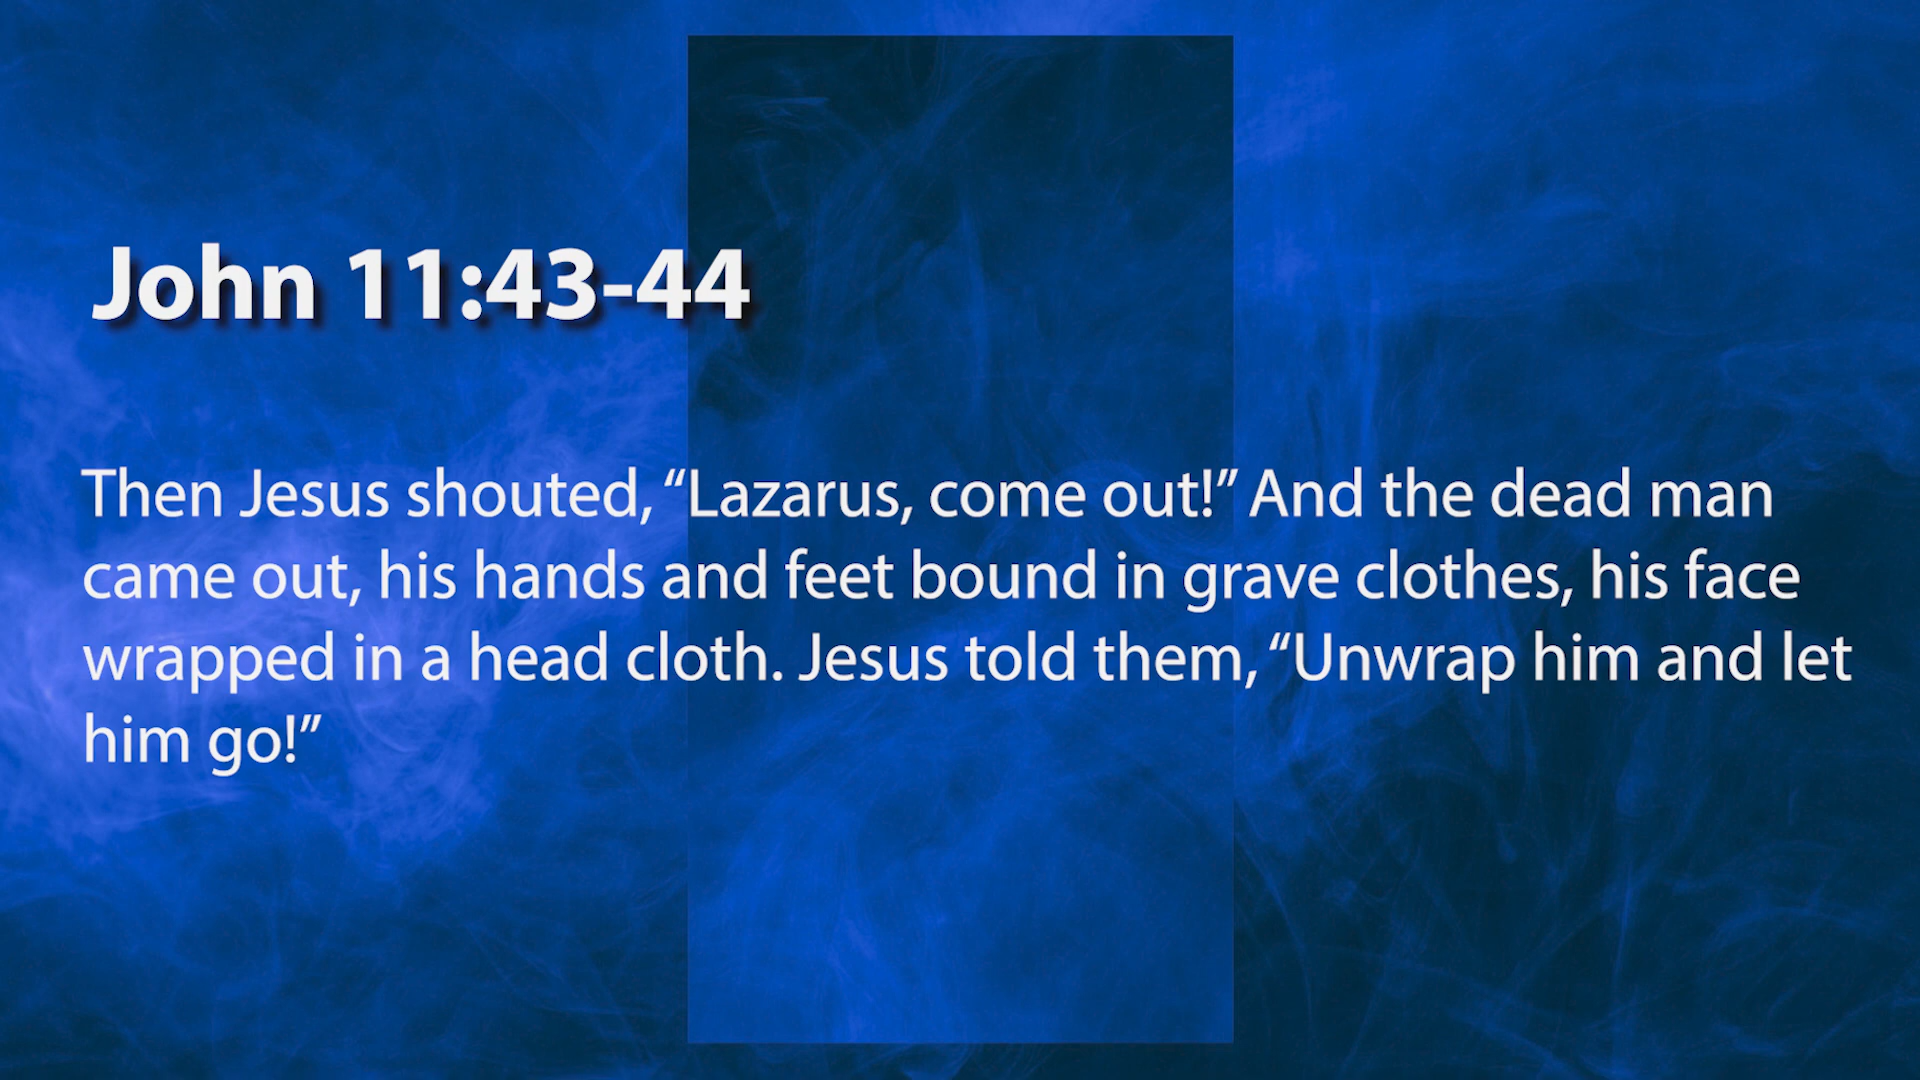 John 11:43-44
Then Jesus shouted, “Lazarus, come out!” And the dead man
came out, his hands and feet bound in grave clothes, his face
wrapped in a head cloth. Jesus told them, “Unwrap him and let
him go!”